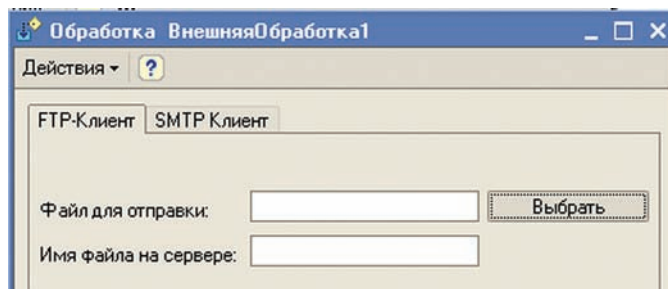 Обработка ВнешняяОбработка1
Действия ?
FTP-Клиент SMTP Клиент
Файл для отправки: Выбрать
Имя файла на сервере: